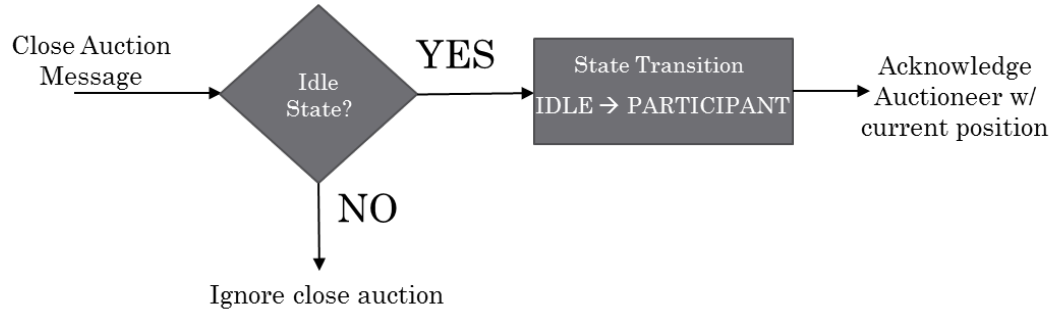 Close Auction
Message
Idle
State?
YES
State Transition
IDLE → PARTICIPANT
Acknowledge
Auctioneer w/
current position
NO
Ignore close auction